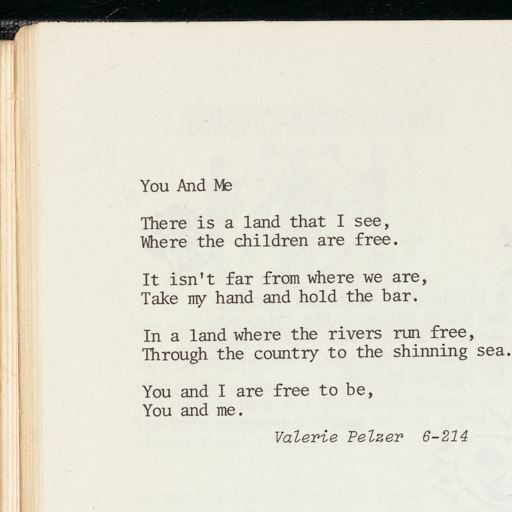 You And Me
There is a land that I see,
Where the children are free.
It isn't far from where we are,
Take my hand and hold the bar.
In a land where the rivers run free,
Through the country to the shinning sea.
You and I are free to be,
You and me.
Valerie Pelzer 6-214